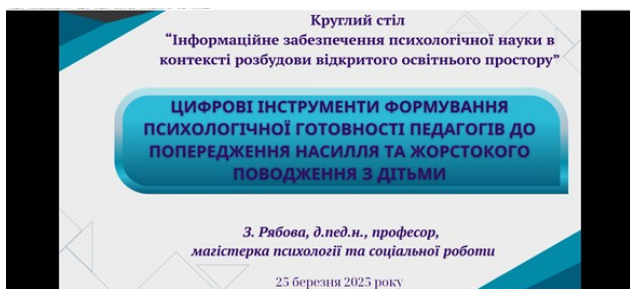 Круглий стіл
“Інформаційне забезпечення психологічної науки в
контексті розбудови відкритого освітнього простору”
ЦИФРОВІ ІНСТРУМЕНТИ ФОРМУВАННЯ
ПСИХОЛОГІЧНОЇ ГОТОВНОСТІ ПЕДАГОГІВ ДО
ПОПЕРЕДЖЕННЯ НАСИЛЛЯ ТА ЖОРСТОКОГО
ПОВОДЖЕННЯ З ДІТЬМИ
З. Рябова, д.пед.н., професор,
магістерка психології та соціальної роботи
25 березня 2025 року